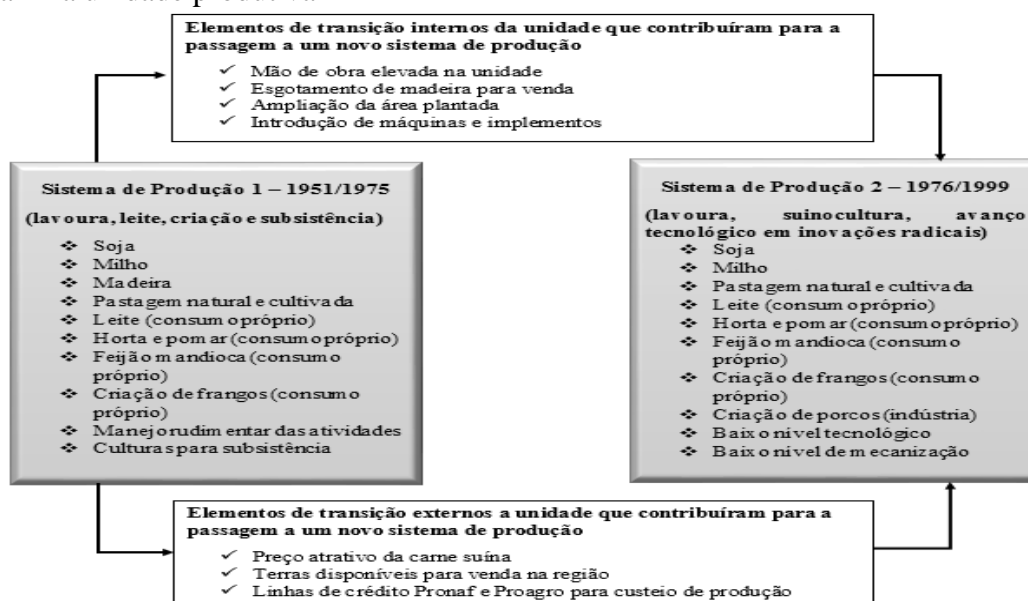 Elementos de transição internos da unidade que contribuíram para a
passagem a um novo sistema de produção
✓ Mão de obra elevada na unidade
✓ Esgotamento de madeira para venda
✓ Ampliação da área plantada
✓ Introdução de máquinas e implementos
Sistema de Produção 1 – 1951/1975
(lavoura, leite, criação e subsistência)
❖ Soja
❖ Milho
❖ Madeira
❖ Pastagem natural e cultivada
❖ Leite (consumo próprio)
❖ Horta e pomar (consumo próprio)
❖ Feijão mandioca (consumo
próprio)
❖ Criação de frangos (consumo
próprio)
❖ Manejo rudimentar das atividades
❖ Culturas para subsistência
Sistema de Produção 2 – 1976/1999
(lavoura, suinocultura, avanço
tecnológico em inovações radicais)
❖ Soja
❖ Milho
❖ Pastagem natural e cultivada
❖ Leite (consumo próprio)
❖ Horta e pomar (consumo próprio)
❖ Feijão mandioca (consumo
próprio)
❖ Criação de frangos (consumo
próprio)
❖ Criação de porcos (indústria)
❖ Baixo nível tecnológico
❖ Baixo nível de mecanização
Elementos de transição externos a unidade que contribuíram para a
passagem a um novo sistema de produção
✓ Preço atrativo da carne suína
✓ Terras disponíveis para venda na região
✓ Linhas de crédito Pronaf e Proagro para custeio de produção